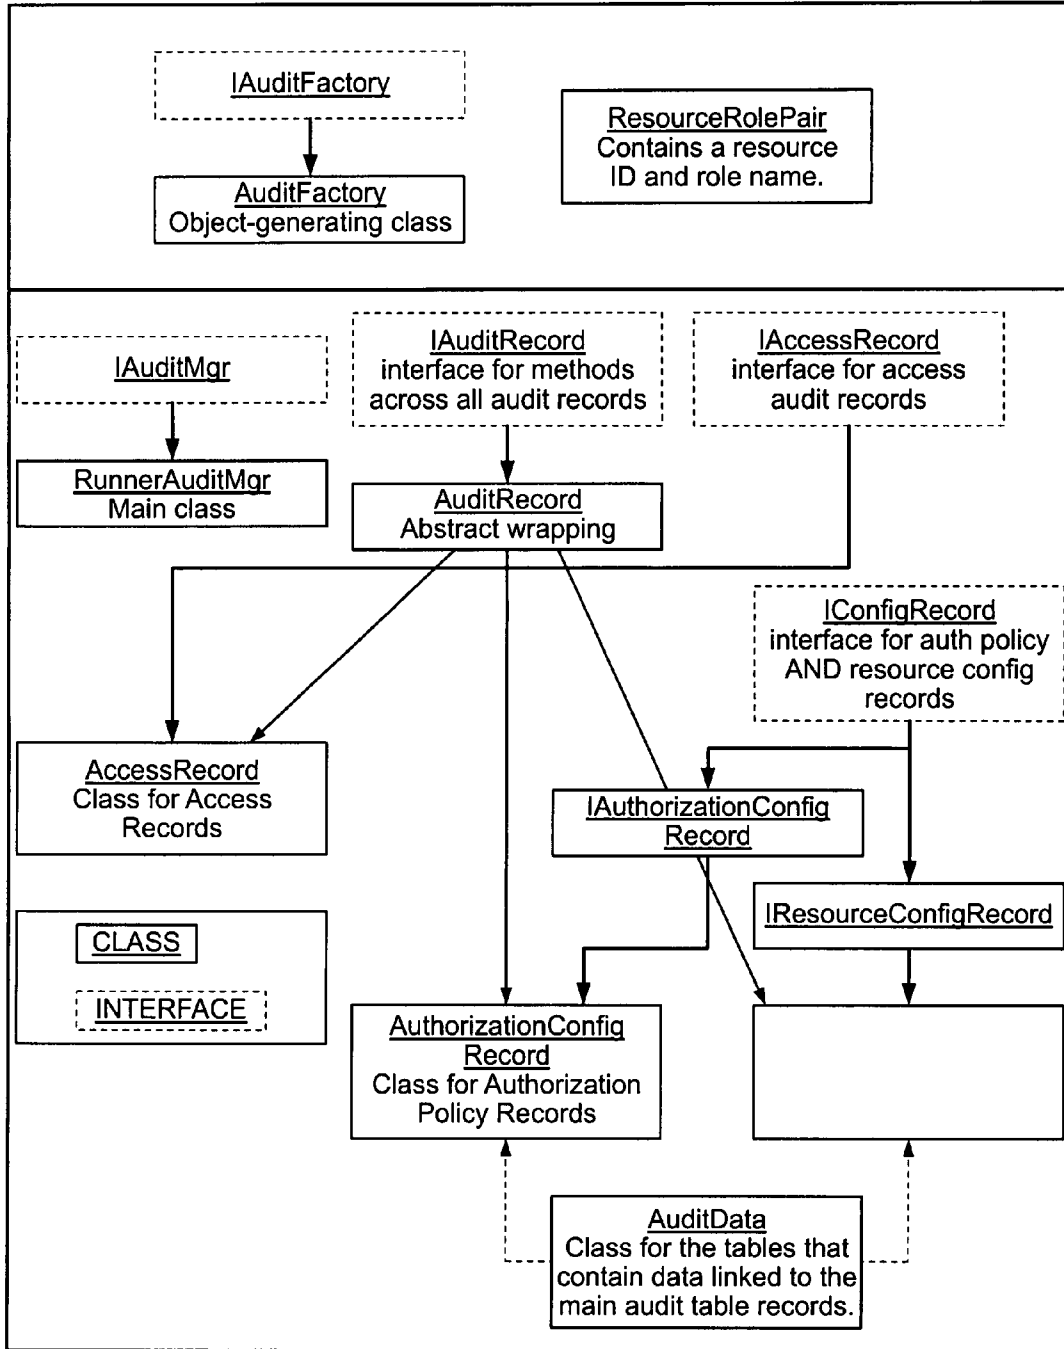 IAuditFactory
AuditFactory
Object-generating class
ResourceRolePair
Contains a resource
ID and role name.
IAuditMgr
RunnerAuditMgr
Main class
IAuditRecord
interface for methods
across all audit records
IAccessRecord
interface for access
audit records
AuditRecord
Abstract wrapping
IConfigRecord
interface for auth policy
AND resource config
records
AccessRecord
Class for Access
Records
IAuthorizationConfig
Record
IResourceConfigRecord
CLASS
INTERFACE
AuthorizationConfig
Record
Class for Authorization
Policy Records
AuditData
Class for the tables that
contain data linked to the
main audit table records.